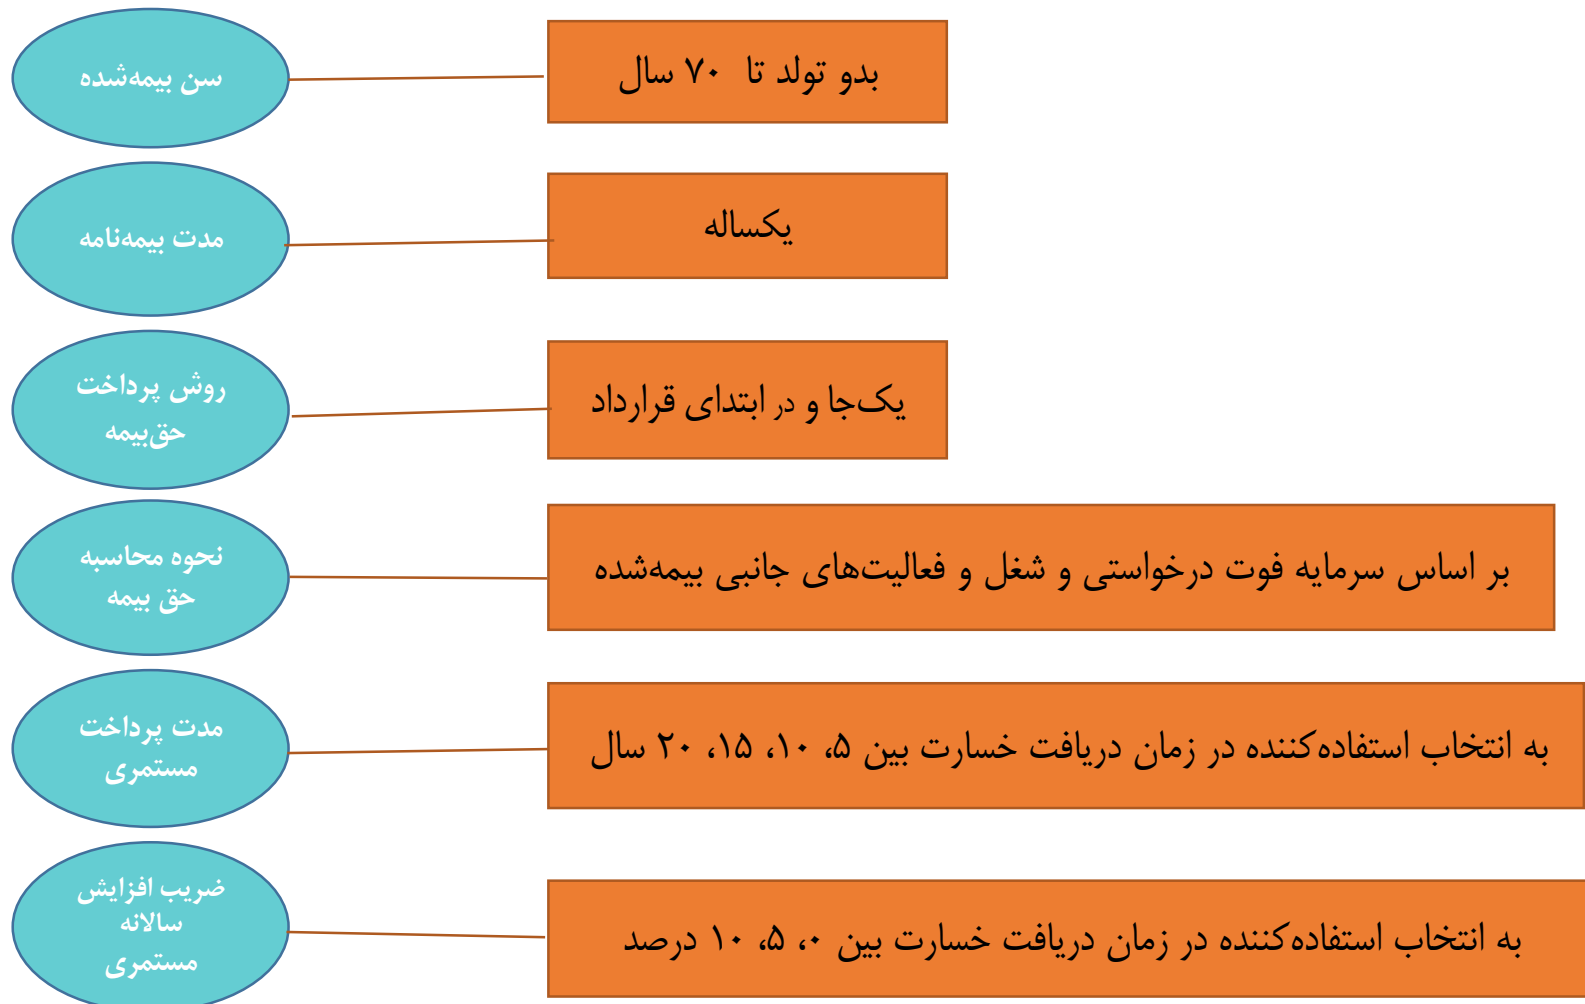 سن بیمه‌شده
بدو تولد تا ۷۰ سال
مدت بیمه‌نامه
یکساله
روش پرداخت
حق‌بیمه
یک‌جا و در ابتدای قرارداد
نحوه محاسبه
حق بیمه
بر اساس سرمایه فوت درخواستی و شغل و فعالیت‌های جانبی بیمه‌شده
مدت پرداخت
مستمری
به انتخاب استفاده‌کننده در زمان دریافت خسارت بین ۵، ۱۰، ۱۵، ۲۰ سال
ضریب افزایش
سالانه
مستمری
به انتخاب استفاده‌کننده در زمان دریافت خسارت بین ۰، ۵، ۱۰ درصد